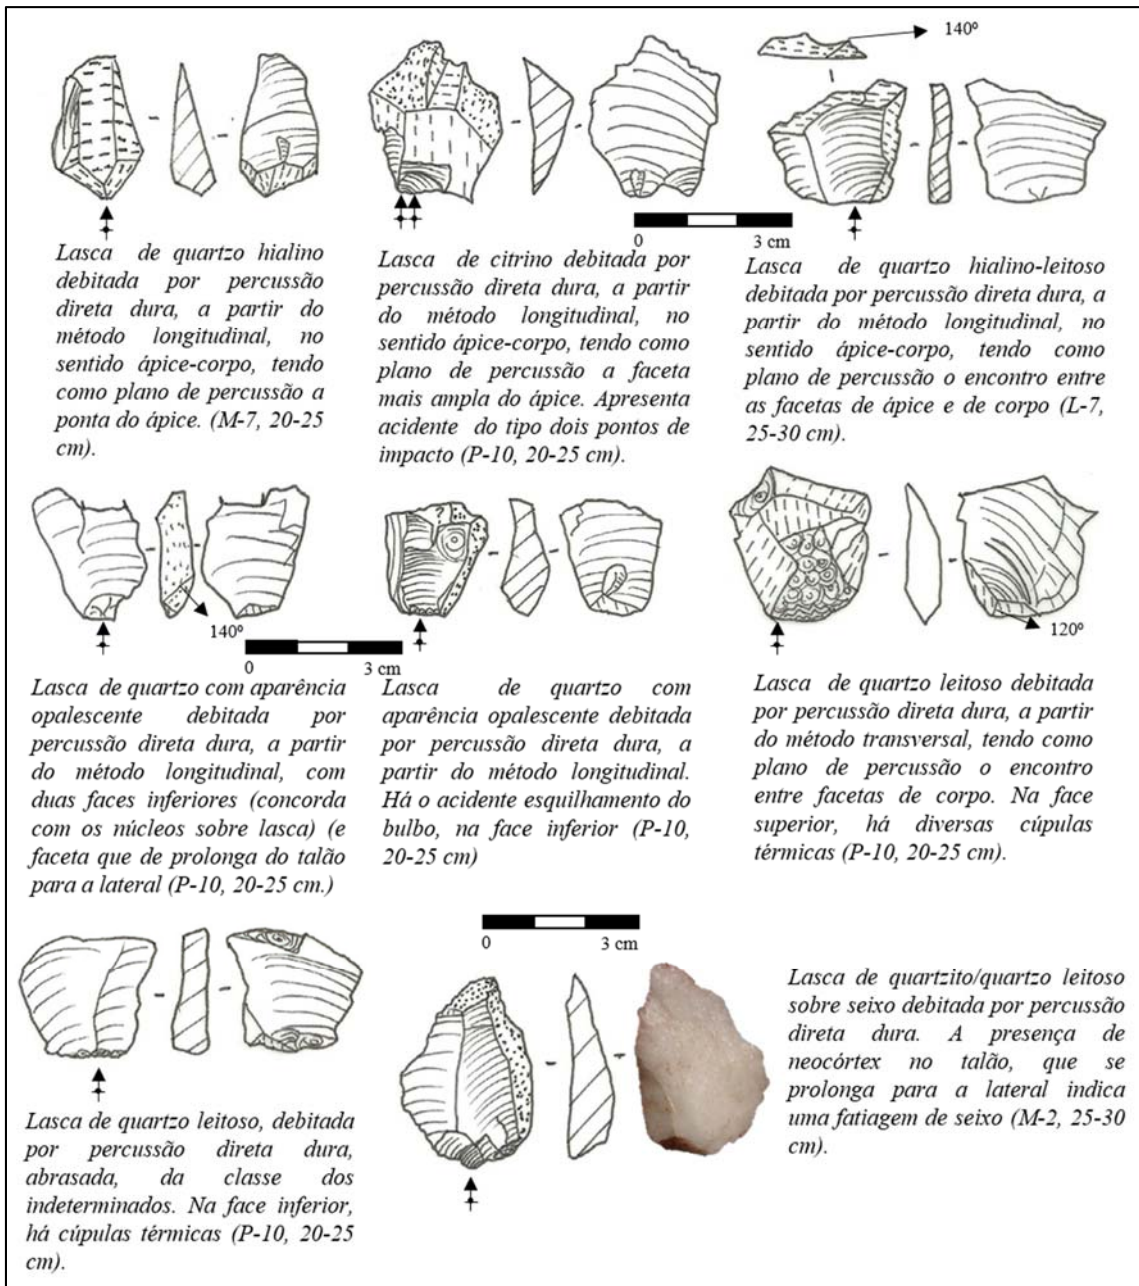 140º
0 3 cm
Lasca de quartzo hialino
debitada por percussão
direta dura, a partir do
método longitudinal, no
sentido ápice-corpo, tendo
como plano de percussão a
ponta do ápice. (M-7, 20-25
cm).
Lasca de citrino debitada por
percussão direta dura, a partir
do método longitudinal, no
sentido ápice-corpo, tendo como
plano de percussão a faceta
mais ampla do ápice. Apresenta
acidente do tipo dois pontos de
impacto (P-10, 20-25 cm).
Lasca de quartzo hialino-leitoso
debitada por percussão direta dura, a
partir do método longitudinal, no
sentido ápice-corpo, tendo como
plano de percussão o encontro entre
as facetas de ápice e de corpo (L-7,
25-30 cm).
140º
0 3 cm
?
120º
Lasca de quartzo com aparência
opalescente debitada por
percussão direta dura, a partir
do método longitudinal, com
duas faces inferiores (concorda
com os núcleos sobre lasca) (e
faceta que de prolonga do talão
para a lateral (P-10, 20-25 cm.)
Lasca de quartzo com
aparência opalescente debitada
por percussão direta dura, a
partir do método longitudinal.
Há o acidente esquilhamento do
bulbo, na face inferior (P-10,
20-25 cm)
Lasca de quartzo leitoso debitada
por percussão direta dura, a partir
do método transversal, tendo como
plano de percussão o encontro
entre facetas de corpo. Na face
superior, há diversas cúpulas
térmicas (P-10, 20-25 cm).
0 3 cm
Lasca de quartzo leitoso, debitada
por percussão direta dura,
abrasada, da classe dos
indeterminados. Na face inferior,
há cúpulas térmicas (P-10, 20-25
cm).
Lasca de quartzito/quartzo leitoso
sobre seixo debitada por percussão
direta dura. A presença de
neocórtex no talão, que se
prolonga para a lateral indica
uma fatiagem de seixo (M-2, 25-30
cm).